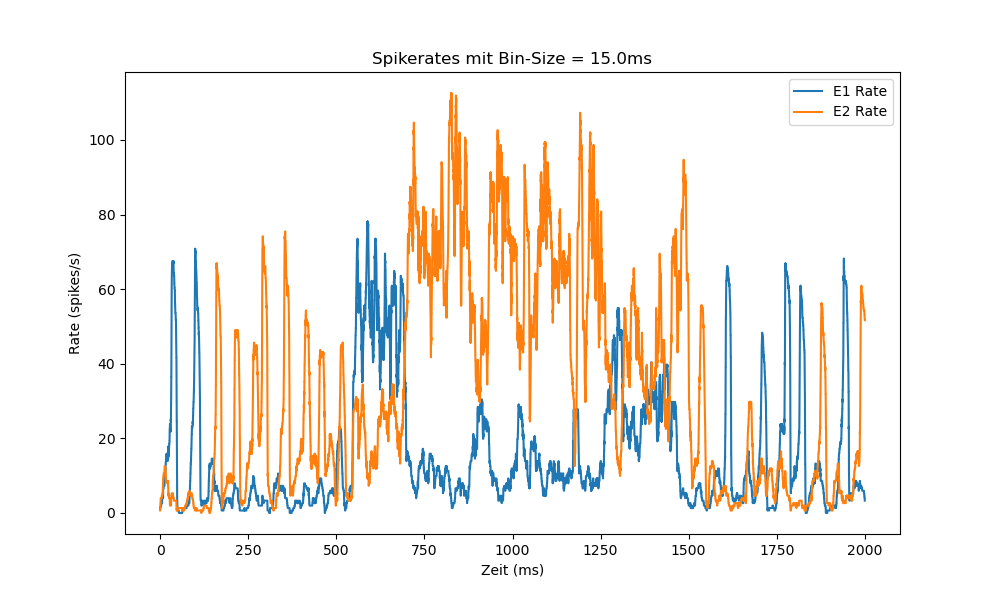 Spikerates mit Bin-Size = 15.0ms
E1 Rate
E2 Rate
Rate (spikes/s)
100
80
60
40
20
0
0 250 500 750 1000 1250 1500 1750 2000
Zeit (ms)